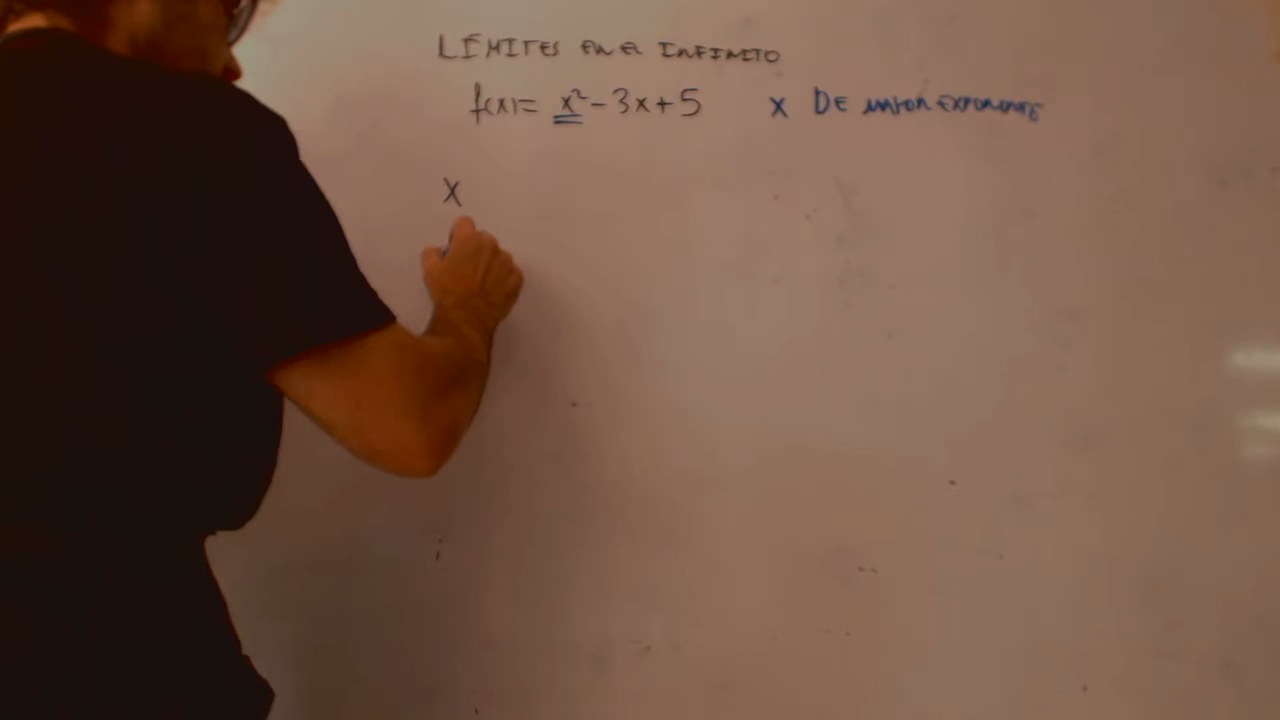 LÍMITES EN EL INFINITO
f(x)= x²-3x+5 x DE MAYOR EXPONENTE
X